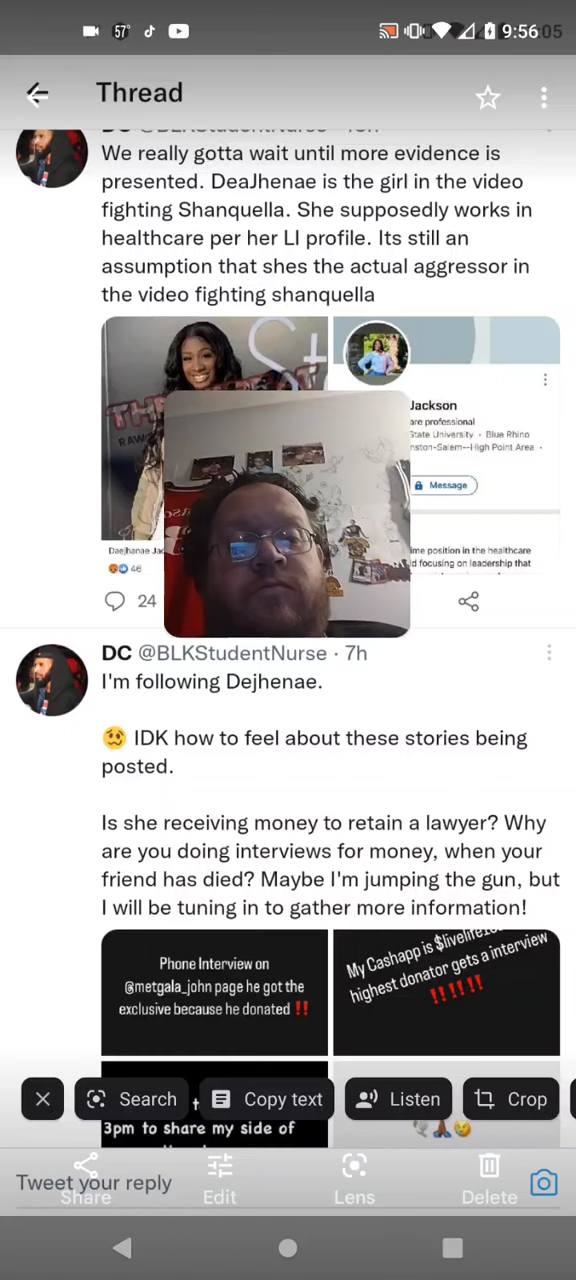 57°
9:56
05
Thread
DC @BLKStudentNurse
We really gotta wait until more evidence is
presented. DeaJhenae is the girl in the video
fighting Shanquella. She supposedly works in
healthcare per her LI profile. Its still an
assumption that shes the actual aggressor in
the video fighting shanquella
Jackson
are professional
State University • Blue Rhino
nston-Salem--High Point Area •
Message
Daejhanae Jac
ime position in the healthcare
d focusing on leadership that
46
24
DC @BLKStudentNurse · 7h
I'm following Dejhenae.
🥴 IDK how to feel about these stories being
posted.
Is she receiving money to retain a lawyer? Why
are you doing interviews for money, when your
friend has died? Maybe I'm jumping the gun, but
I will be tuning in to gather more information!
Phone Interview on
@metgala_john page he got the
exclusive because he donated ‼️
My Cashapp is $livelife
highest donator gets a interview
‼️‼️‼️
Search
Copy text
Listen
Crop
3pm to share my side of
Tweet your reply
Share
Edit
Lens
Delete